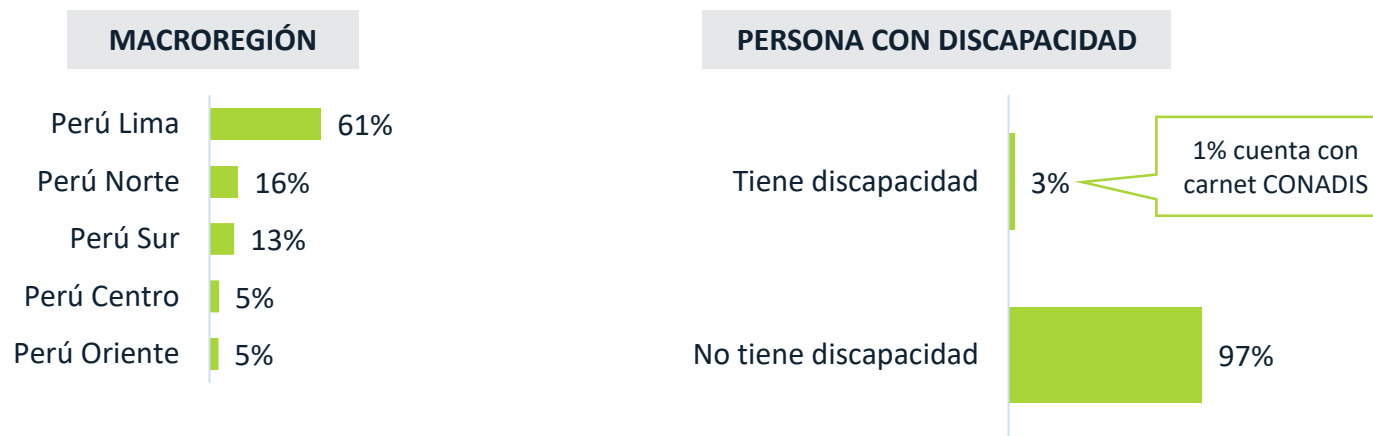 MACROREGIÓN
Perú Lima 61%
Perú Norte 16%
Perú Sur 13%
Perú Centro 5%
Perú Oriente 5%
PERSONA CON DISCAPACIDAD
Tiene discapacidad 3%
1% cuenta con
carnet CONADIS
No tiene discapacidad 97%